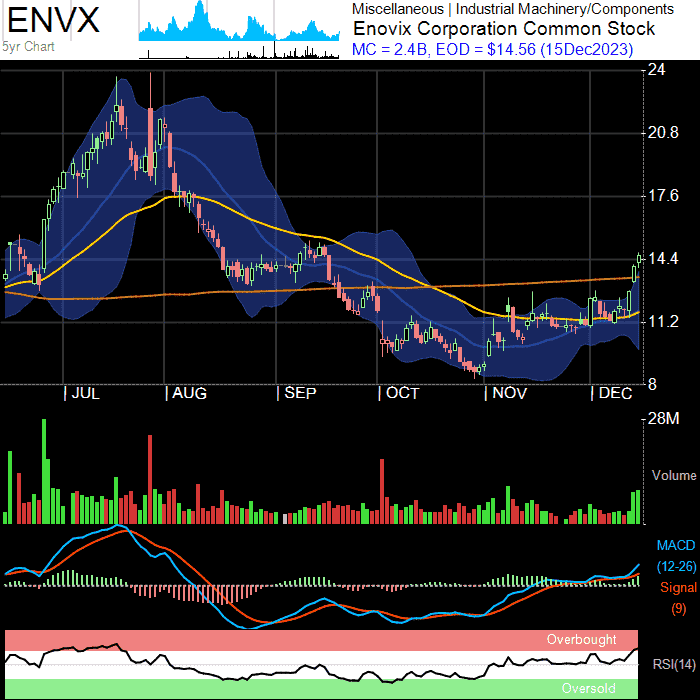 ENVX
5yr Chart
Miscellaneous | Industrial Machinery/Components
Enovix Corporation Common Stock
MC = 2.4B, EOD = $14.56 (15Dec2023)
24
20.8
17.6
14.4
11.2
8
| JUL | AUG | SEP | OCT | NOV | DEC
28M
Volume
MACD
(12-26)
Signal
(9)
Overbought
RSI(14)
Oversold